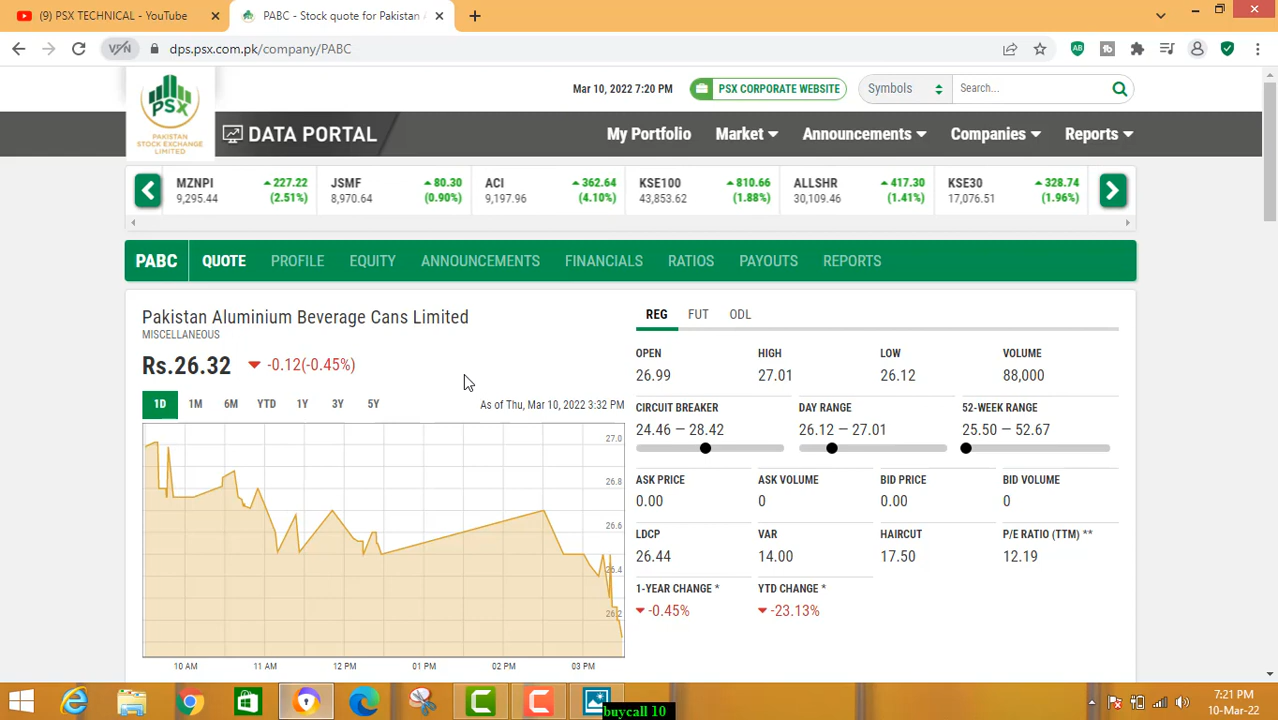 (9) PSX TECHNICAL - YouTube
PABC - Stock quote for Pakistan
VPN
dps.psx.com.pk/company/PABC
PSX
PAKISTAN
STOCK EXCHANGE
LIMITED
Mar 10, 2022 7:20 PM
PSX CORPORATE WEBSITE
Symbols
Search...
DATA PORTAL
My Portfolio
Market
Announcements
Companies
Reports
MZNPI 227.22
9,295.44 (2.51%)
JSMF 80.30
8,970.64 (0.90%)
ACI 362.64
9,197.96 (4.10%)
KSE100 810.66
43,853.62 (1.88%)
ALLSHR 417.30
30,109.46 (1.41%)
KSE30 328.74
17,076.51 (1.96%)
PABC QUOTE PROFILE EQUITY ANNOUNCEMENTS FINANCIALS RATIOS PAYOUTS REPORTS
Pakistan Aluminium Beverage Cans Limited
MISCELLANEOUS
Rs.26.32 -0.12(-0.45%)
1D 1M 6M YTD 1Y 3Y 5Y
As of Thu, Mar 10, 2022 3:32 PM
27.0
26.8
26.6
26.4
26.2
10 AM 11 AM 12 PM 01 PM 02 PM 03 PM
REG FUT ODL
OPEN HIGH LOW VOLUME
26.99 27.01 26.12 88,000
CIRCUIT BREAKER DAY RANGE 52-WEEK RANGE
24.46 — 28.42 26.12 — 27.01 25.50 — 52.67
ASK PRICE ASK VOLUME BID PRICE BID VOLUME
0.00 0 0.00 0
LDCP VAR HAIRCUT P/E RATIO (TTM) **
26.44 14.00 17.50 12.19
1-YEAR CHANGE * YTD CHANGE *
-0.45% -23.13%
buycall 10
7:21 PM
10-Mar-22